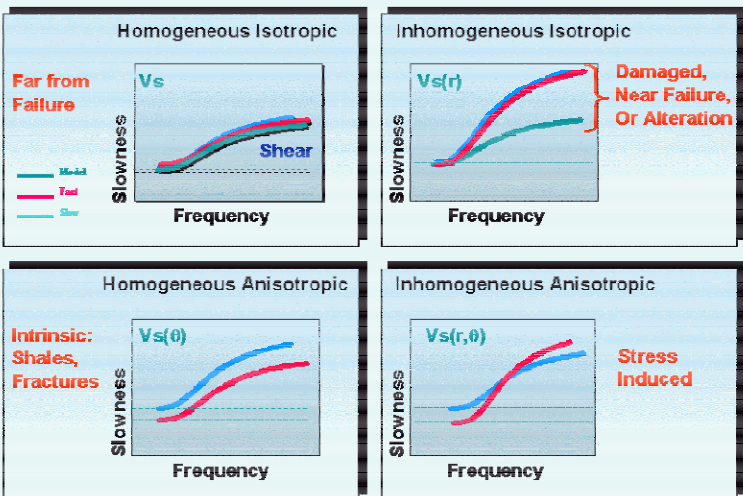 Homogeneous Isotropic
Far from
Failure
Vs
Shear
Model
Fast
Slow
Slowness
Frequency
Inhomogeneous Isotropic
Vs(r)
Damaged,
Near Failure,
Or Alteration
Slowness
Frequency
Homogeneous Anisotropic
Intrinsic:
Shales,
Fractures
Vs(θ)
Slowness
Frequency
Inhomogeneous Anisotropic
Vs(r,θ)
Stress
Induced
Slowness
Frequency